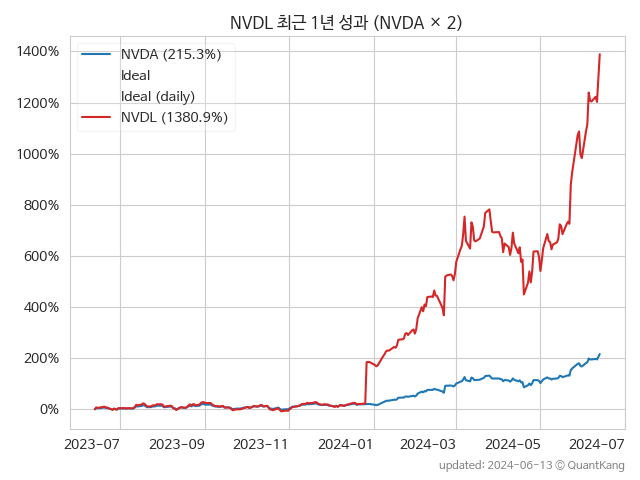 NVDL 최근 1년 성과 (NVDA × 2)
NVDA (215.3%)
Ideal
Ideal (daily)
NVDL (1380.9%)
1400%
1200%
1000%
800%
600%
400%
200%
0%
2023-07 2023-09 2023-11 2024-01 2024-03 2024-05 2024-07
updated: 2024-06-13 © QuantKang